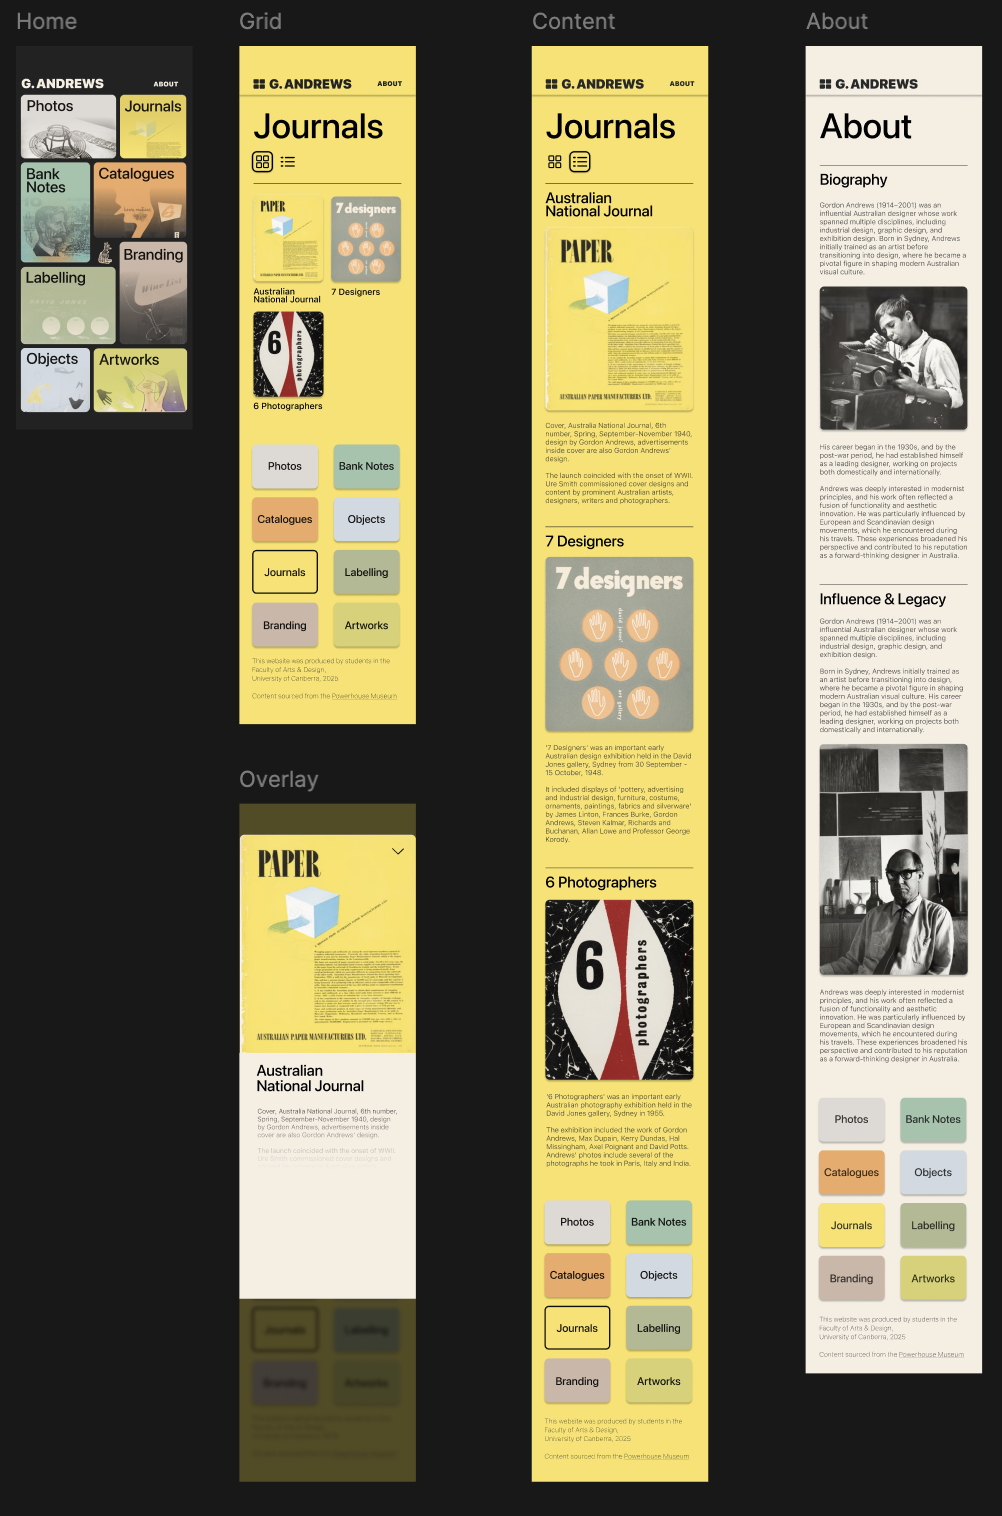 Home
G. ANDREWS
ABOUT
Photos
Journals
Bank
Notes
Catalogues
Branding
Labelling
Objects
Artworks
Grid
G. ANDREWS
ABOUT
Journals
PAPER
7 designers
Australian
National Journal
7 Designers
6
photographers
6 Photographers
Photos
Bank Notes
Catalogues
Objects
Journals
Labelling
Branding
Artworks
This website was produced by students in the
Faculty of Arts & Design,
University of Canberra, 2025
Content sourced from the Powerhouse Museum
Overlay
PAPER
AUSTRALIAN PAPER MANUFACTURERS LTD.
Australian
National Journal
Cover, Australia National Journal, 6th number,
Spring, September-November 1940, design
by Gordon Andrews, advertisements inside
cover are also Gordon Andrews' design.
The launch coincided with the onset of WWII.
Ure Smith commissioned cover designs and
Journals
Labelling
Branding
Artworks
Content
G. ANDREWS
ABOUT
Journals
Australian
National Journal
PAPER
AUSTRALIAN PAPER MANUFACTURERS LTD.
Cover, Australia National Journal, 6th
number, Spring, September-November 1940,
design by Gordon Andrews, advertisements
inside cover are also Gordon Andrews'
design.
The launch coincided with the onset of WWII.
Ure Smith commissioned cover designs and
content by prominent Australian artists,
designers, writers and photographers.
7 Designers
7 designers
david jones'
art gallery
'7 Designers' was an important early
Australian design exhibition held in the David
Jones gallery, Sydney from 30 September –
15 October, 1948.
It included displays of 'pottery, advertising
and Industrial design, furniture, costume,
ornaments, paintings, fabrics and silverware'
by James Linton, Frances Burke, Gordon
Andrews, Steven Kalmar, Richards and
Buchanan, Allan Lowe and Professor George
Korody.
6 Photographers
6
photographers
'6 Photographers' was an important early
Australian photography exhibition held in the
David Jones gallery, Sydney in 1955.
The exhibition included the work of Gordon
Andrews, Max Dupain, Kerry Dundas, Hal
Missingham, Axel Poignant and David Potts.
Andrews' photos include several of the
photographs he took in Paris, Italy and India.
Photos
Bank Notes
Catalogues
Objects
Journals
Labelling
Branding
Artworks
This website was produced by students in the
Faculty of Arts & Design,
University of Canberra, 2025
Content sourced from the Powerhouse Museum
About
G. ANDREWS
About
Biography
Gordon Andrews (1914–2001) was an
influential Australian designer whose work
spanned multiple disciplines, including
industrial design, graphic design, and
exhibition design. Born in Sydney, Andrews
initially trained as an artist before
transitioning into design, where he became a
pivotal figure in shaping modern Australian
visual culture.
His career began in the 1930s, and by the
post-war period, he had established himself
as a leading designer, working on projects
both domestically and internationally.
Andrews was deeply interested in modernist
principles, and his work often reflected a
fusion of functionality and aesthetic
innovation. He was particularly influenced by
European and Scandinavian design
movements, which he encountered during
his travels. These experiences broadened his
perspective and contributed to his reputation
as a forward-thinking designer in Australia.
Influence & Legacy
Gordon Andrews (1914–2001) was an
influential Australian designer whose work
spanned multiple disciplines, including
industrial design, graphic design, and
exhibition design.
Born in Sydney, Andrews initially trained as
an artist before transitioning into design,
where he became a pivotal figure in shaping
modern Australian visual culture. His career
began in the 1930s, and by the post-war
period, he had established himself as a
leading designer, working on projects both
domestically and internationally.
Andrews was deeply interested in modernist
principles, and his work often reflected a
fusion of functionality and aesthetic
innovation. He was particularly influenced by
European and Scandinavian design
movements, which he encountered during
his travels. These experiences broadened his
perspective and contributed to his reputation
as a forward-thinking designer in Australia.
Photos
Bank Notes
Catalogues
Objects
Journals
Labelling
Branding
Artworks
This website was produced by students in the
Faculty of Arts & Design,
University of Canberra, 2025
Content sourced from the Powerhouse Museum